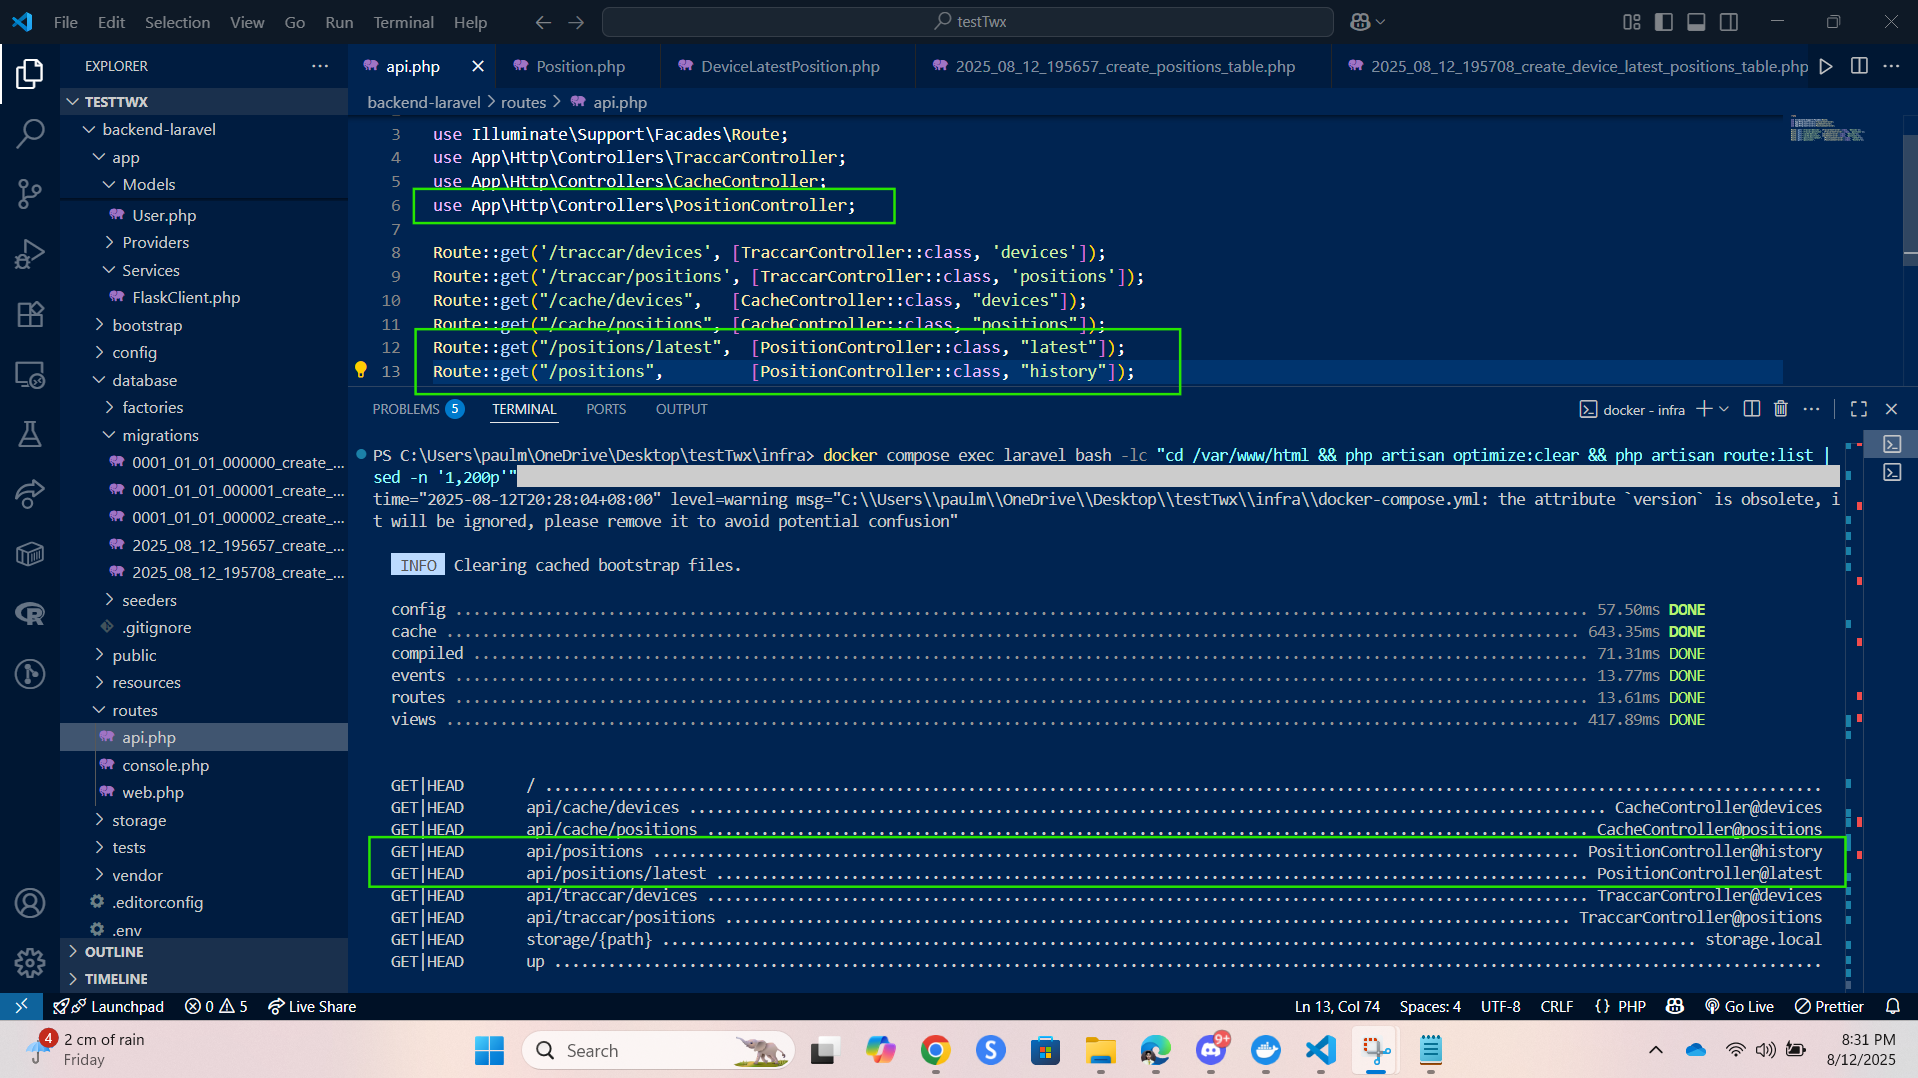 File Edit Selection View Go Run Terminal Help
testTwx
EXPLORER
TESTTWX
backend-laravel
app
Models
User.php
Providers
Services
FlaskClient.php
bootstrap
config
database
factories
migrations
0001_01_01_000000_create_...
0001_01_01_000001_create_...
0001_01_01_000002_create_...
2025_08_12_195657_create_...
2025_08_12_195708_create_...
seeders
.gitignore
public
resources
routes
api.php
console.php
web.php
storage
tests
vendor
.editorconfig
.env
OUTLINE
TIMELINE
api.php Position.php DeviceLatestPosition.php 2025_08_12_195657_create_positions_table.php 2025_08_12_195708_create_device_latest_positions_table.php
backend-laravel > routes > api.php
3 use Illuminate\Support\Facades\Route;
4 use App\Http\Controllers\TraccarController;
5 use App\Http\Controllers\CacheController;
6 use App\Http\Controllers\PositionController;
7
8 Route::get('/traccar/devices', [TraccarController::class, 'devices']);
9 Route::get('/traccar/positions', [TraccarController::class, 'positions']);
10 Route::get("/cache/devices",   [CacheController::class, "devices"]);
11 Route::get("/cache/positions", [CacheController::class, "positions"]);
12 Route::get("/positions/latest",  [PositionController::class, "latest"]);
13 Route::get("/positions",         [PositionController::class, "history"]);
PROBLEMS 5 TERMINAL PORTS OUTPUT
docker - infra
PS C:\Users\paulm\OneDrive\Desktop\testTwx\infra> docker compose exec laravel bash -lc "cd /var/www/html && php artisan optimize:clear && php artisan route:list |
sed -n '1,200p'"
time="2025-08-12T20:28:04+08:00" level=warning msg="C:\\Users\\paulm\\OneDrive\\Desktop\\testTwx\\infra\\docker-compose.yml: the attribute `version` is obsolete, i
t will be ignored, please remove it to avoid potential confusion"
INFO Clearing cached bootstrap files.
config ........ 57.50ms DONE
cache ........ 643.35ms DONE
compiled ........ 71.31ms DONE
events ........ 13.77ms DONE
routes ........ 13.61ms DONE
views ........ 417.89ms DONE
GET|HEAD / ........
GET|HEAD api/cache/devices ........ CacheController@devices
GET|HEAD api/cache/positions ........ CacheController@positions
GET|HEAD api/positions ........ PositionController@history
GET|HEAD api/positions/latest ........ PositionController@latest
GET|HEAD api/traccar/devices ........ TraccarController@devices
GET|HEAD api/traccar/positions ........ TraccarController@positions
GET|HEAD storage/{path} ........ storage.local
GET|HEAD up ........
Launchpad 0 5 Live Share
Ln 13, Col 74 Spaces: 4 UTF-8 CRLF {} PHP Go Live Prettier
4
2 cm of rain
Friday
Search
S
9+
8:31 PM
8/12/2025